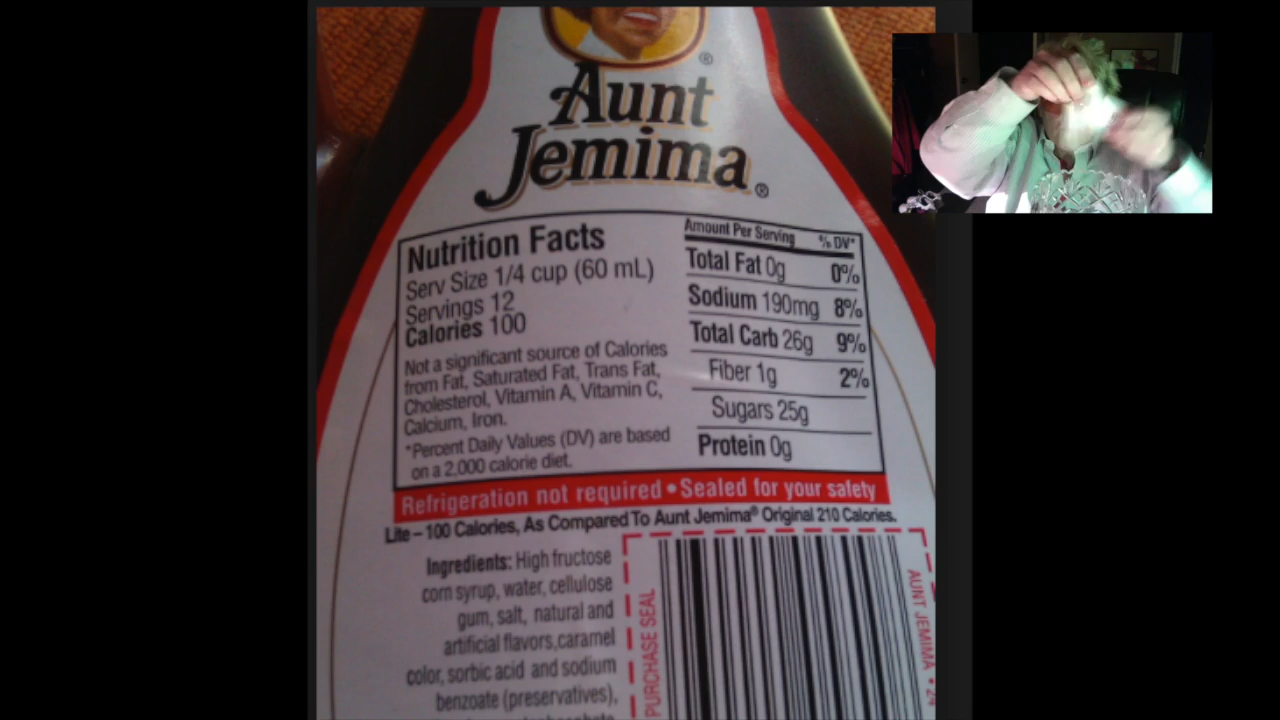 Aunt
Jemima®
Nutrition Facts
Serv Size 1/4 cup (60 mL)
Servings 12
Calories 100
Not a significant source of Calories
from Fat, Saturated Fat, Trans Fat,
Cholesterol, Vitamin A, Vitamin C,
Calcium, Iron.
*Percent Daily Values (DV) are based
on a 2,000 calorie diet.
Amount Per Serving % DV*
Total Fat 0g 0%
Sodium 190mg 8%
Total Carb 26g 9%
Fiber 1g 2%
Sugars 25g
Protein 0g
Refrigeration not required • Sealed for your safety
Lite – 100 Calories, As Compared To Aunt Jemima® Original 210 Calories.
Ingredients: High fructose
corn syrup, water, cellulose
gum, salt, natural and
artificial flavors,caramel
color, sorbic acid and sodium
benzoate (preservatives),
PURCHASE SEAL
AUNT JEMIMA • 24